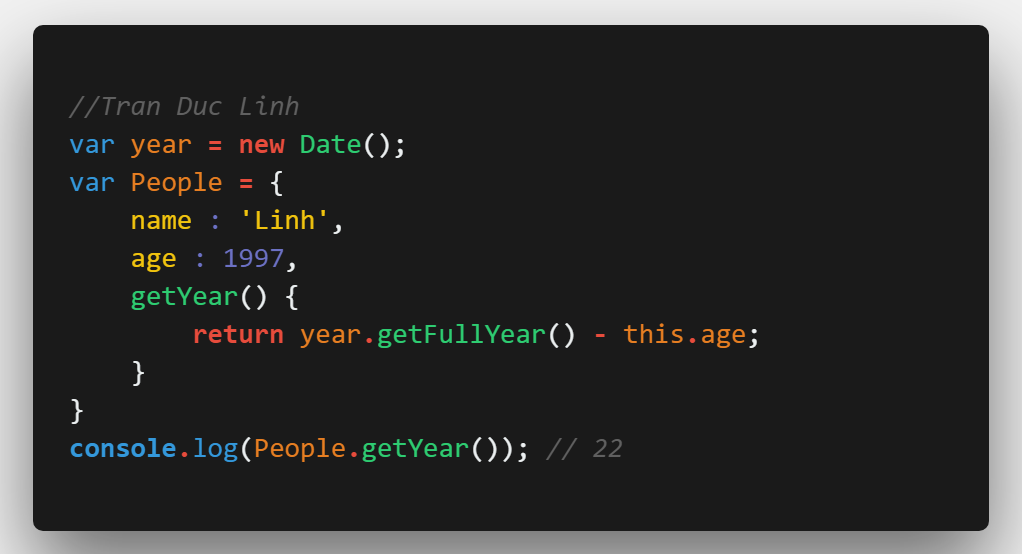 //Tran Duc Linh
var year = new Date();
var People = {
    name : 'Linh',
    age : 1997,
    getYear() {
        return year.getFullYear() - this.age;
    }
}
console.log(People.getYear()); // 22